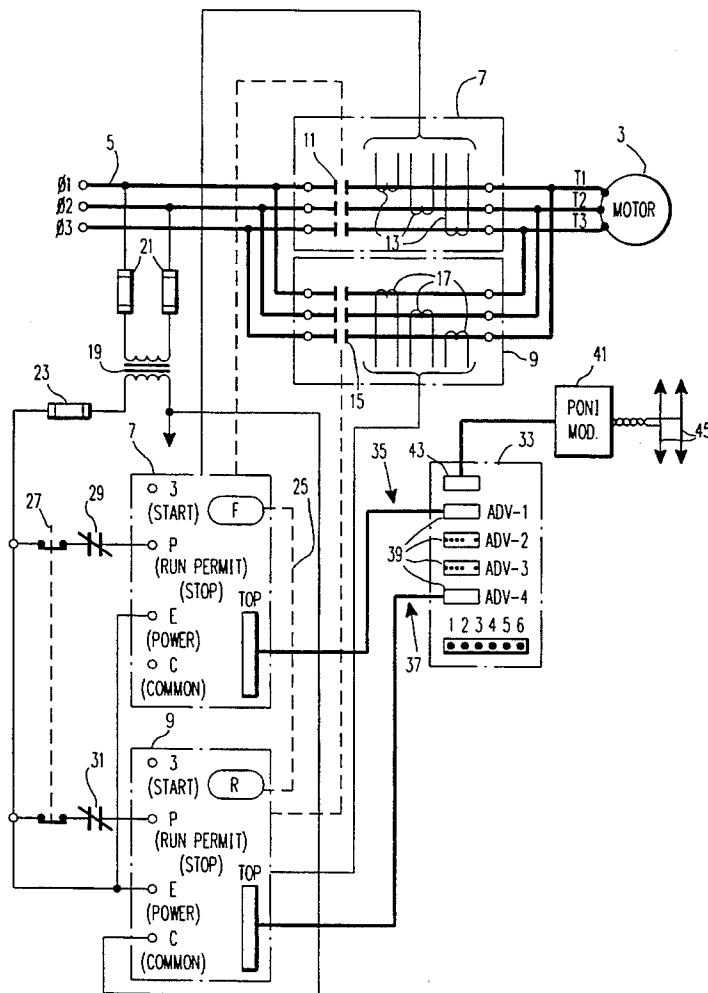 7
5
11
3
Ø1
T1
Ø2
T2
MOTOR
Ø3
T3
13
21
17
19
15
9
41
23
PONI
MOD.
45
7
43
33
35
27
29
3
(START)
F
25
ADV-1
39
ADV-2
P
(RUN PERMIT)
(STOP)
ADV-3
TOP
ADV-4
E
(POWER)
1 2 3 4 5 6
C
(COMMON)
37
9
31
3
(START)
R
P
(RUN PERMIT)
(STOP)
TOP
E
(POWER)
C
(COMMON)